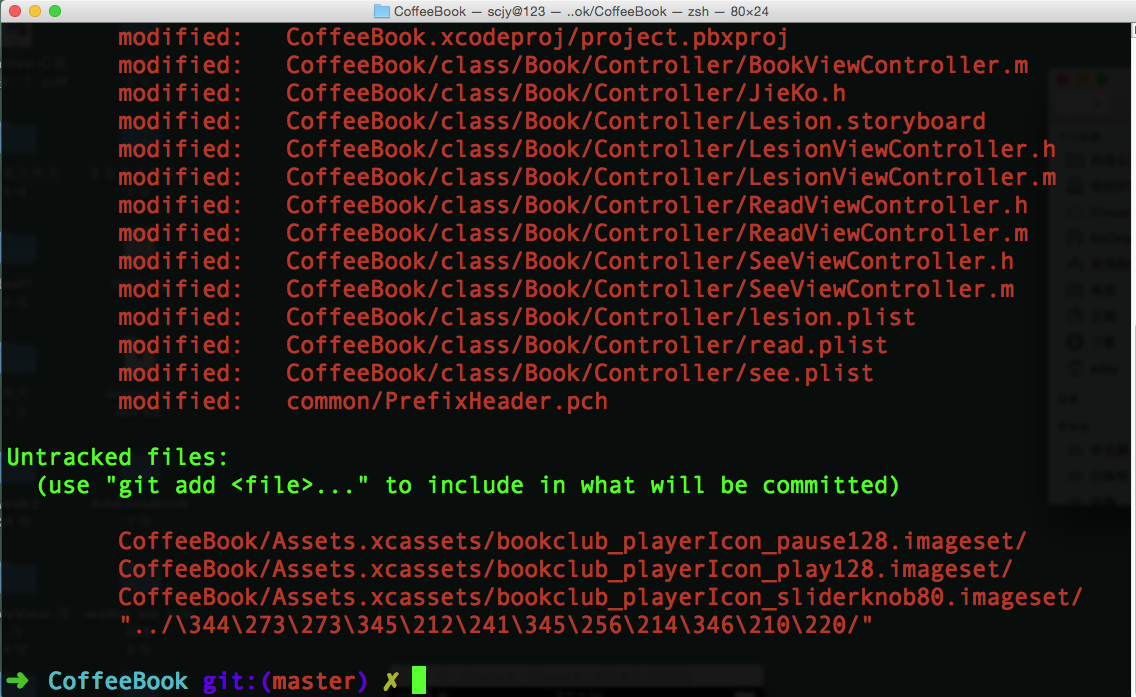 CoffeeBook — scjy@123 — ..ok/CoffeeBook — zsh — 80×24
modified: CoffeeBook.xcodeproj/project.pbxproj
modified: CoffeeBook/class/Book/Controller/BookViewController.m
modified: CoffeeBook/class/Book/Controller/JieKo.h
modified: CoffeeBook/class/Book/Controller/Lesion.storyboard
modified: CoffeeBook/class/Book/Controller/LesionViewController.h
modified: CoffeeBook/class/Book/Controller/LesionViewController.m
modified: CoffeeBook/class/Book/Controller/ReadViewController.h
modified: CoffeeBook/class/Book/Controller/ReadViewController.m
modified: CoffeeBook/class/Book/Controller/SeeViewController.h
modified: CoffeeBook/class/Book/Controller/SeeViewController.m
modified: CoffeeBook/class/Book/Controller/lesion.plist
modified: CoffeeBook/class/Book/Controller/read.plist
modified: CoffeeBook/class/Book/Controller/see.plist
modified: common/PrefixHeader.pch
Untracked files:
(use "git add <file>..." to include in what will be committed)
CoffeeBook/Assets.xcassets/bookclub_playerIcon_pause128.imageset/
CoffeeBook/Assets.xcassets/bookclub_playerIcon_play128.imageset/
CoffeeBook/Assets.xcassets/bookclub_playerIcon_sliderknob80.imageset/
"../\344\273\273\345\212\241\345\256\214\346\210\220/"
➜ CoffeeBook git:(master) ✗